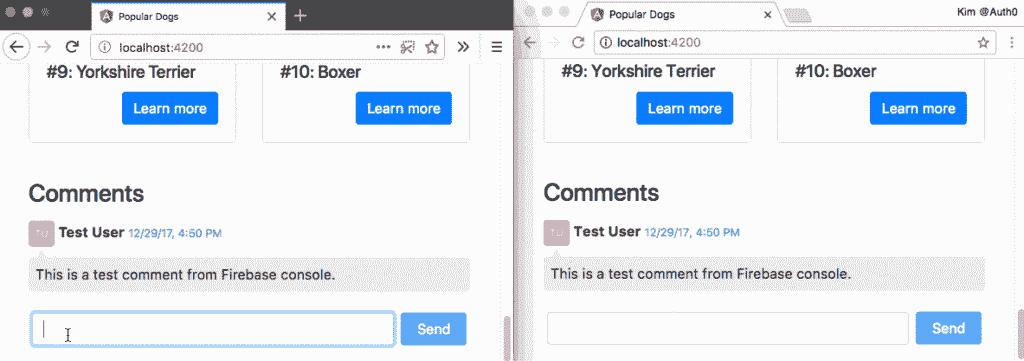 Popular Dogs
localhost:4200
#9: Yorkshire Terrier
#10: Boxer
Learn more
Learn more
Comments
TU
Test User 12/29/17, 4:50 PM
This is a test comment from Firebase console.
Send
Popular Dogs
Kim @Auth0
localhost:4200
#9: Yorkshire Terrier
#10: Boxer
Learn more
Learn more
Comments
TU
Test User 12/29/17, 4:50 PM
This is a test comment from Firebase console.
Send